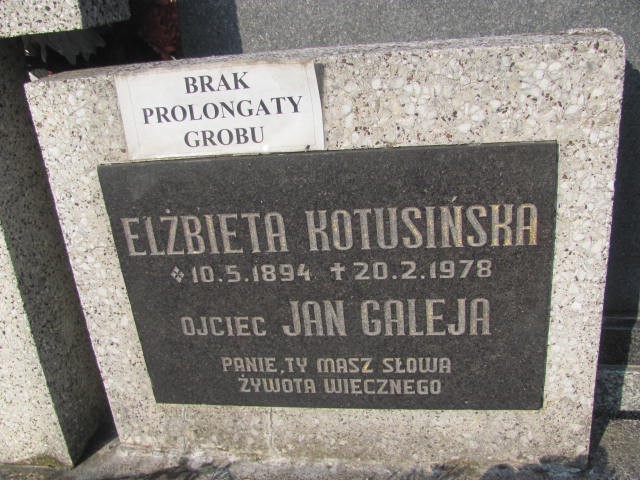 BRAK
PROLONGATY
GROBU
ELŻBIETA KOTUSIŃSKA
10.5.1894 ✝ 20.2.1978
OJCIEC JAN GALEJA
PANIE, TY MASZ SŁOWA
ŻYWOTA WIECZNEGO